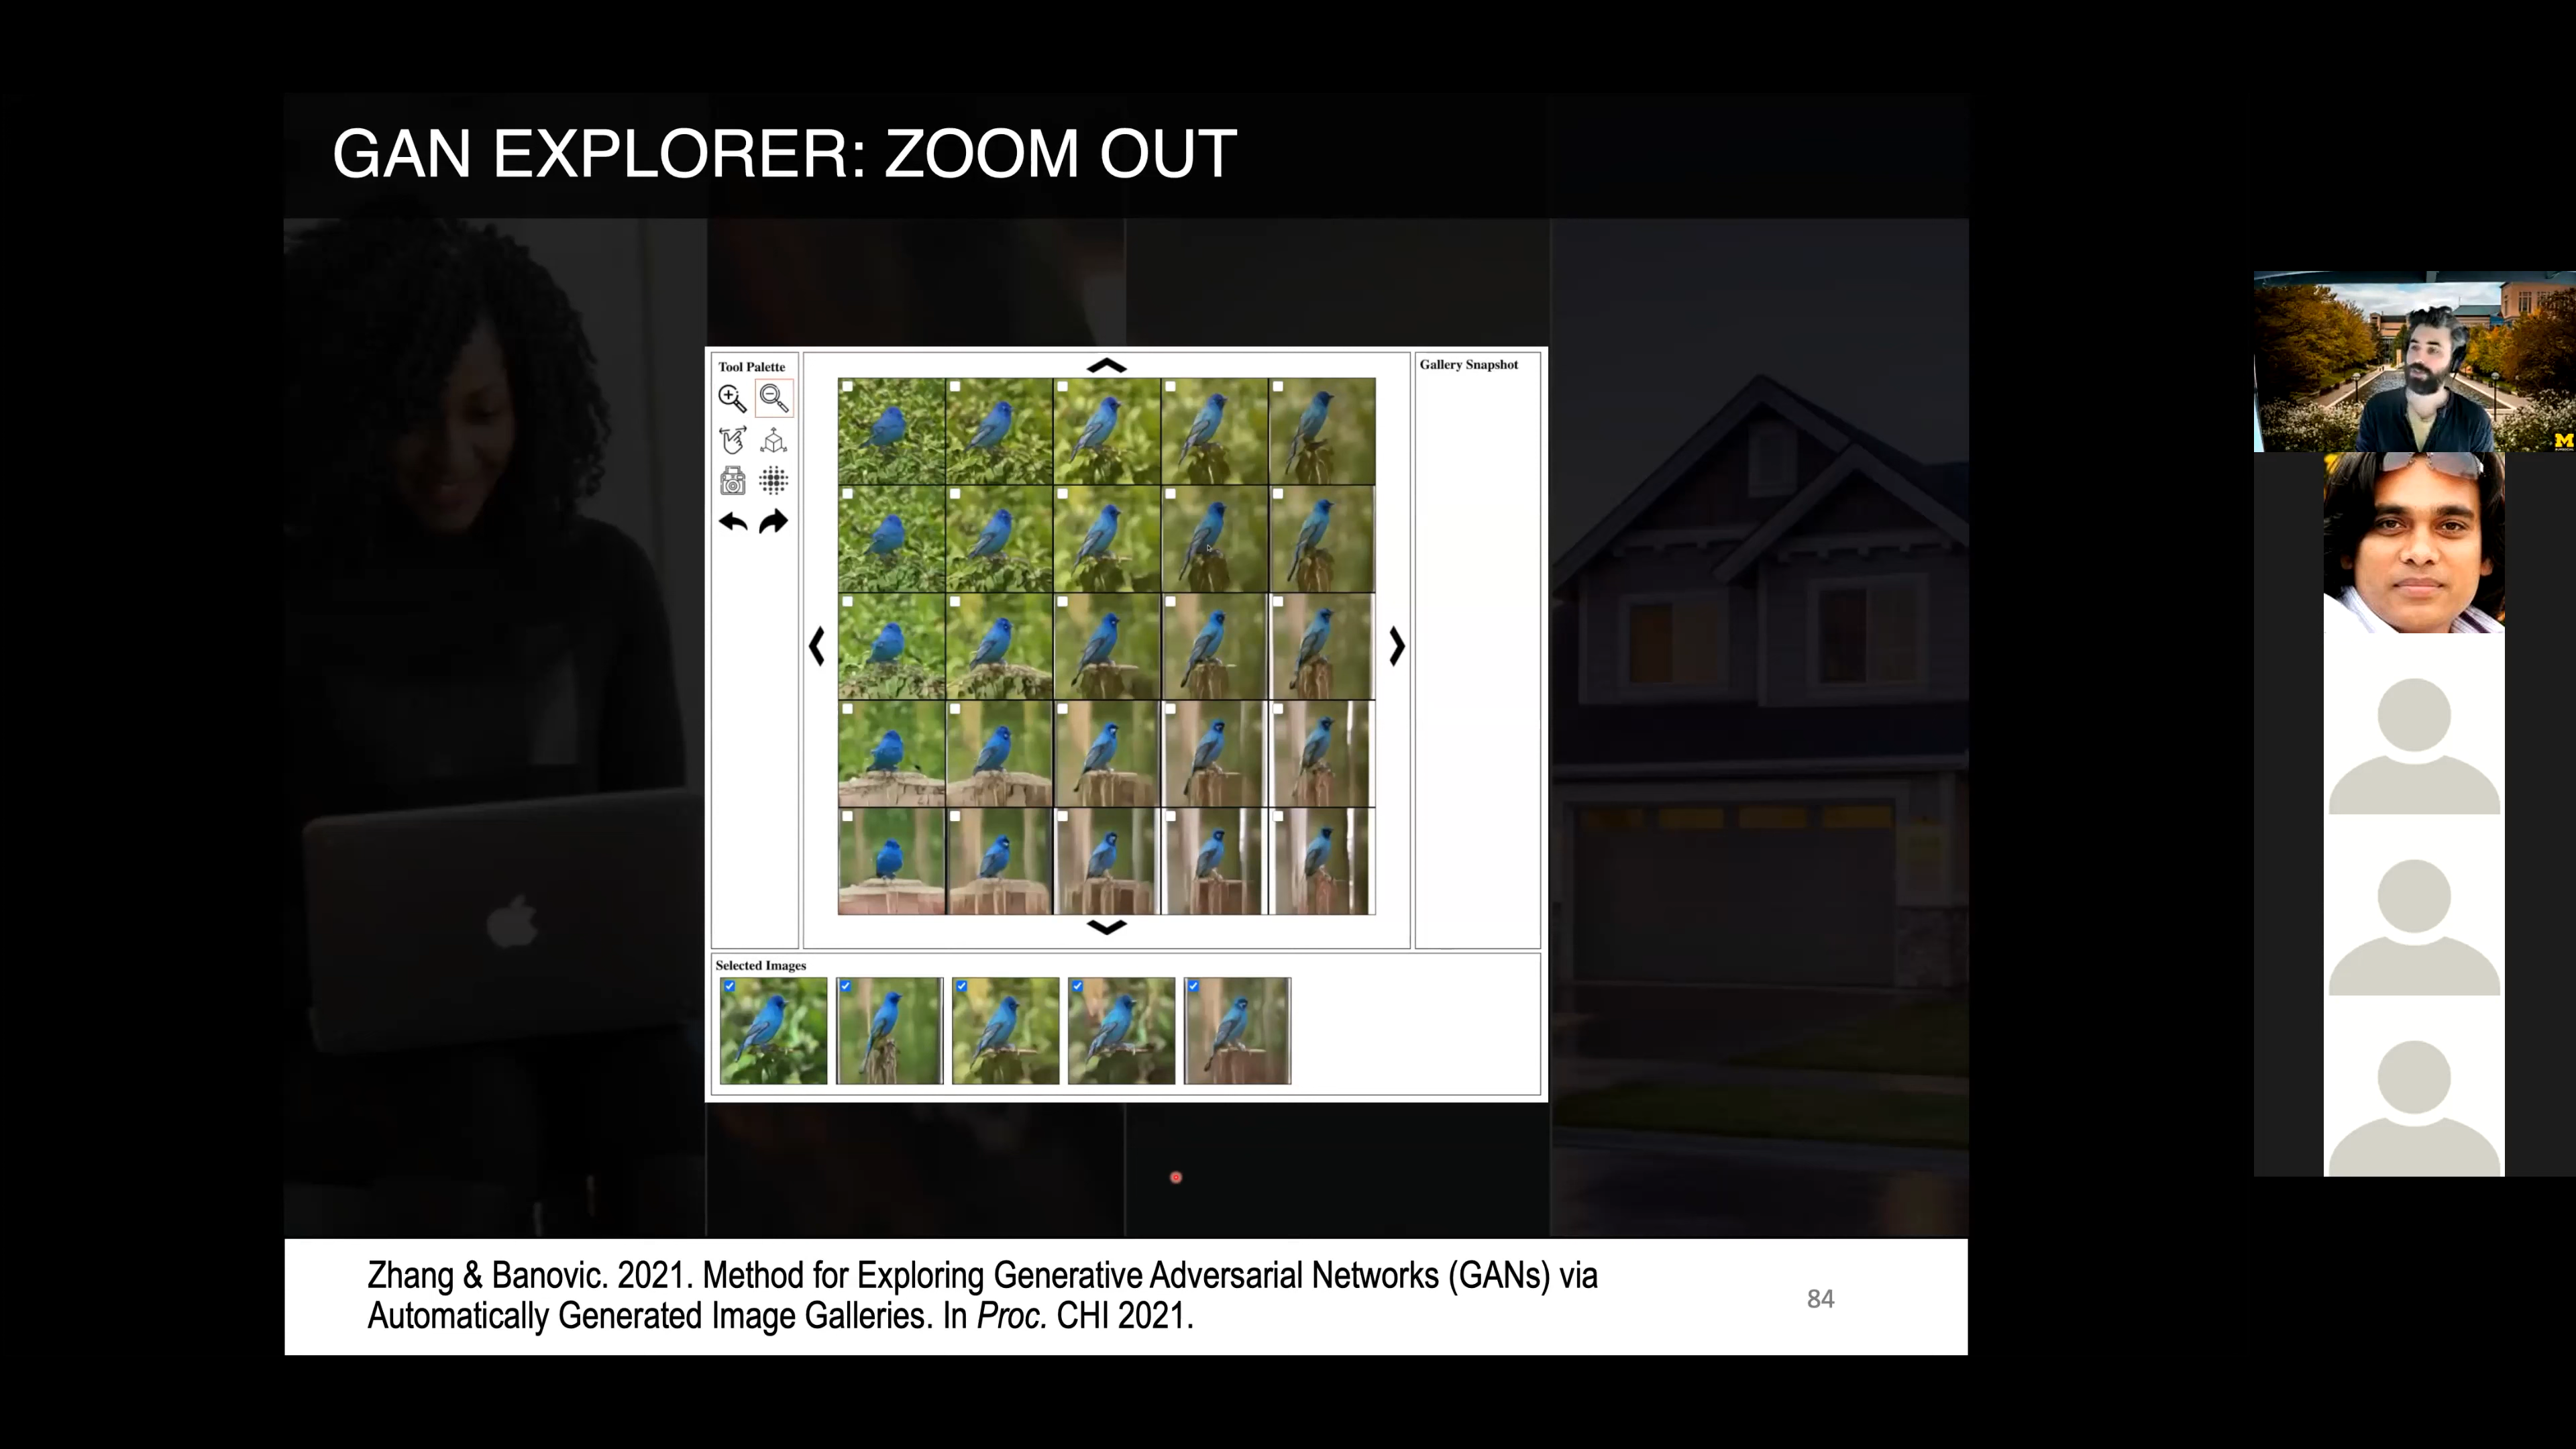 GAN EXPLORER: ZOOM OUT
Tool Palette
Gallery Snapshot
Selected Images
M
Zhang & Banovic. 2021. Method for Exploring Generative Adversarial Networks (GANs) via
Automatically Generated Image Galleries. In Proc. CHI 2021.
84